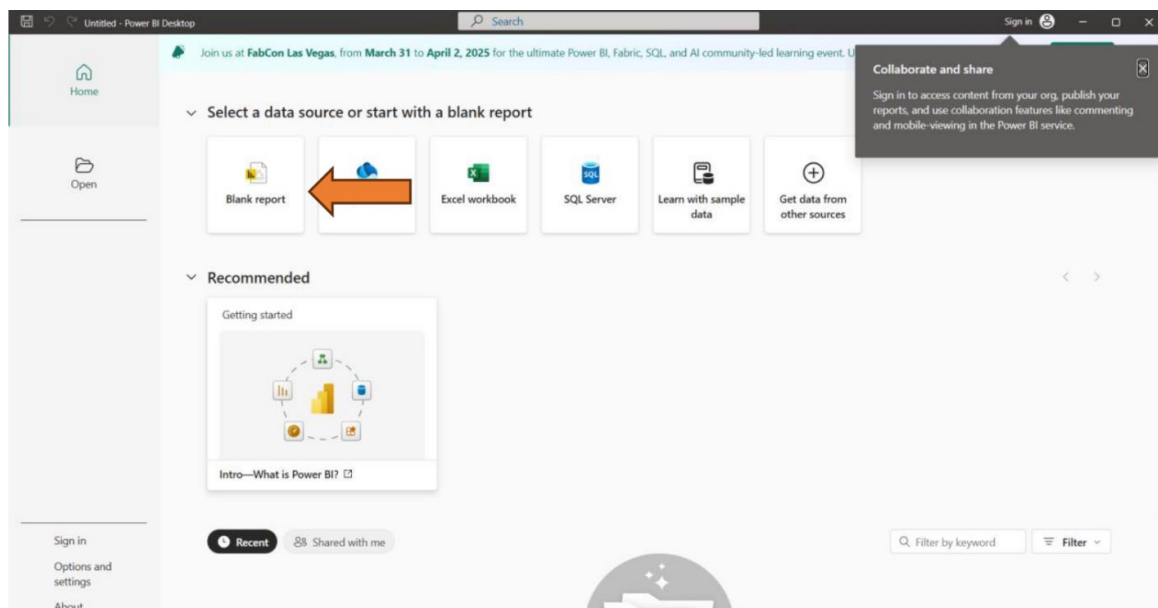 Untitled - Power BI Desktop
Search
Sign in
Join us at FabCon Las Vegas, from March 31 to April 2, 2025 for the ultimate Power BI, Fabric, SQL, and AI community-led learning event. U
Collaborate and share
Sign in to access content from your org, publish your
reports, and use collaboration features like commenting
and mobile-viewing in the Power BI service.
Home
Open
Select a data source or start with a blank report
Blank report
Excel workbook
X
SQL Server
SQL
Learn with sample
data
Get data from
other sources
Recommended
Getting started
Intro—What is Power BI?
Recent
Shared with me
Filter by keyword
Filter
Sign in
Options and
settings
About